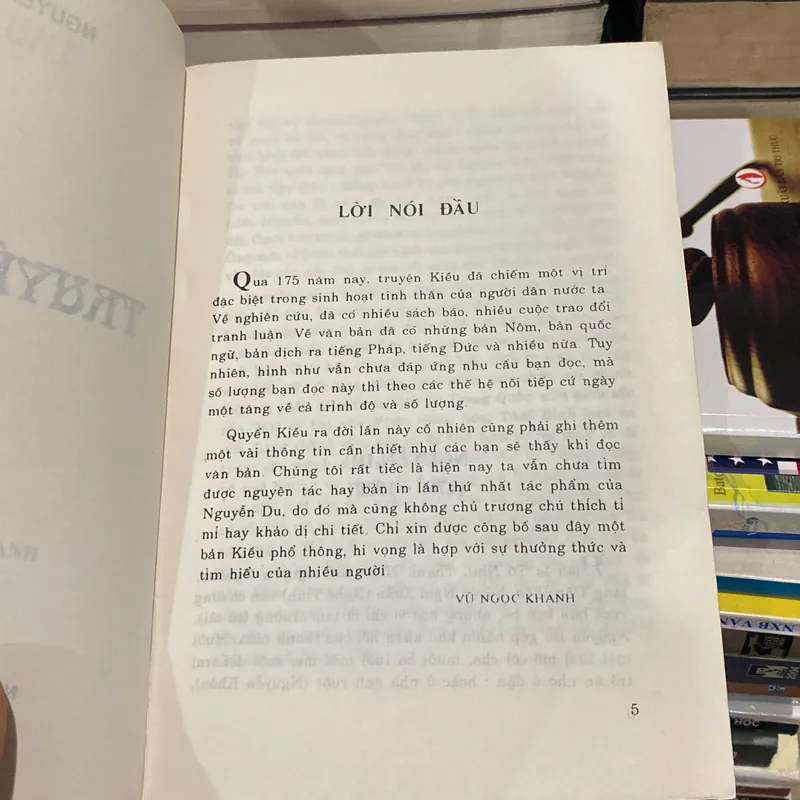 NGUYỄ
TRUYỆ
LỜI NÓI ĐẦU
Qua 175 năm nay, truyện Kiều đã chiếm một vị trí
đặc biệt trong sinh hoạt tinh thần của người dân nước ta.
Về nghiên cứu, đã có nhiều sách báo, nhiều cuộc trao đổi
tranh luận. Về văn bản đã có những bản Nôm, bản quốc
ngữ, bản dịch ra tiếng Pháp, tiếng Đức và nhiều nữa. Tuy
nhiên, hình như vẫn chưa đáp ứng nhu cầu bạn đọc, mà
số lượng bạn đọc này thì theo các thế hệ nối tiếp cứ ngày
một tăng về cả trình độ và số lượng.
Quyển Kiều ra đời lần này cố nhiên cũng phải ghi thêm
một vài thông tin cần thiết như các bạn sẽ thấy khi đọc
văn bản. Chúng tôi rất tiếc là hiện nay ta vẫn chưa tìm
được nguyên tác hay bản in lần thứ nhất tác phẩm của
Nguyễn Du, do đó mà cũng không chủ trương chú thích tỉ
mỉ hay khảo dị chi tiết. Chỉ xin được công bố sau đây một
bản Kiều phổ thông, hi vọng là hợp với sự thưởng thức và
tìm hiểu của nhiều người.
VŨ NGỌC KHÁNH
5
XUẤT BẢN TRI THỨC
NXB VĂN
HỌC